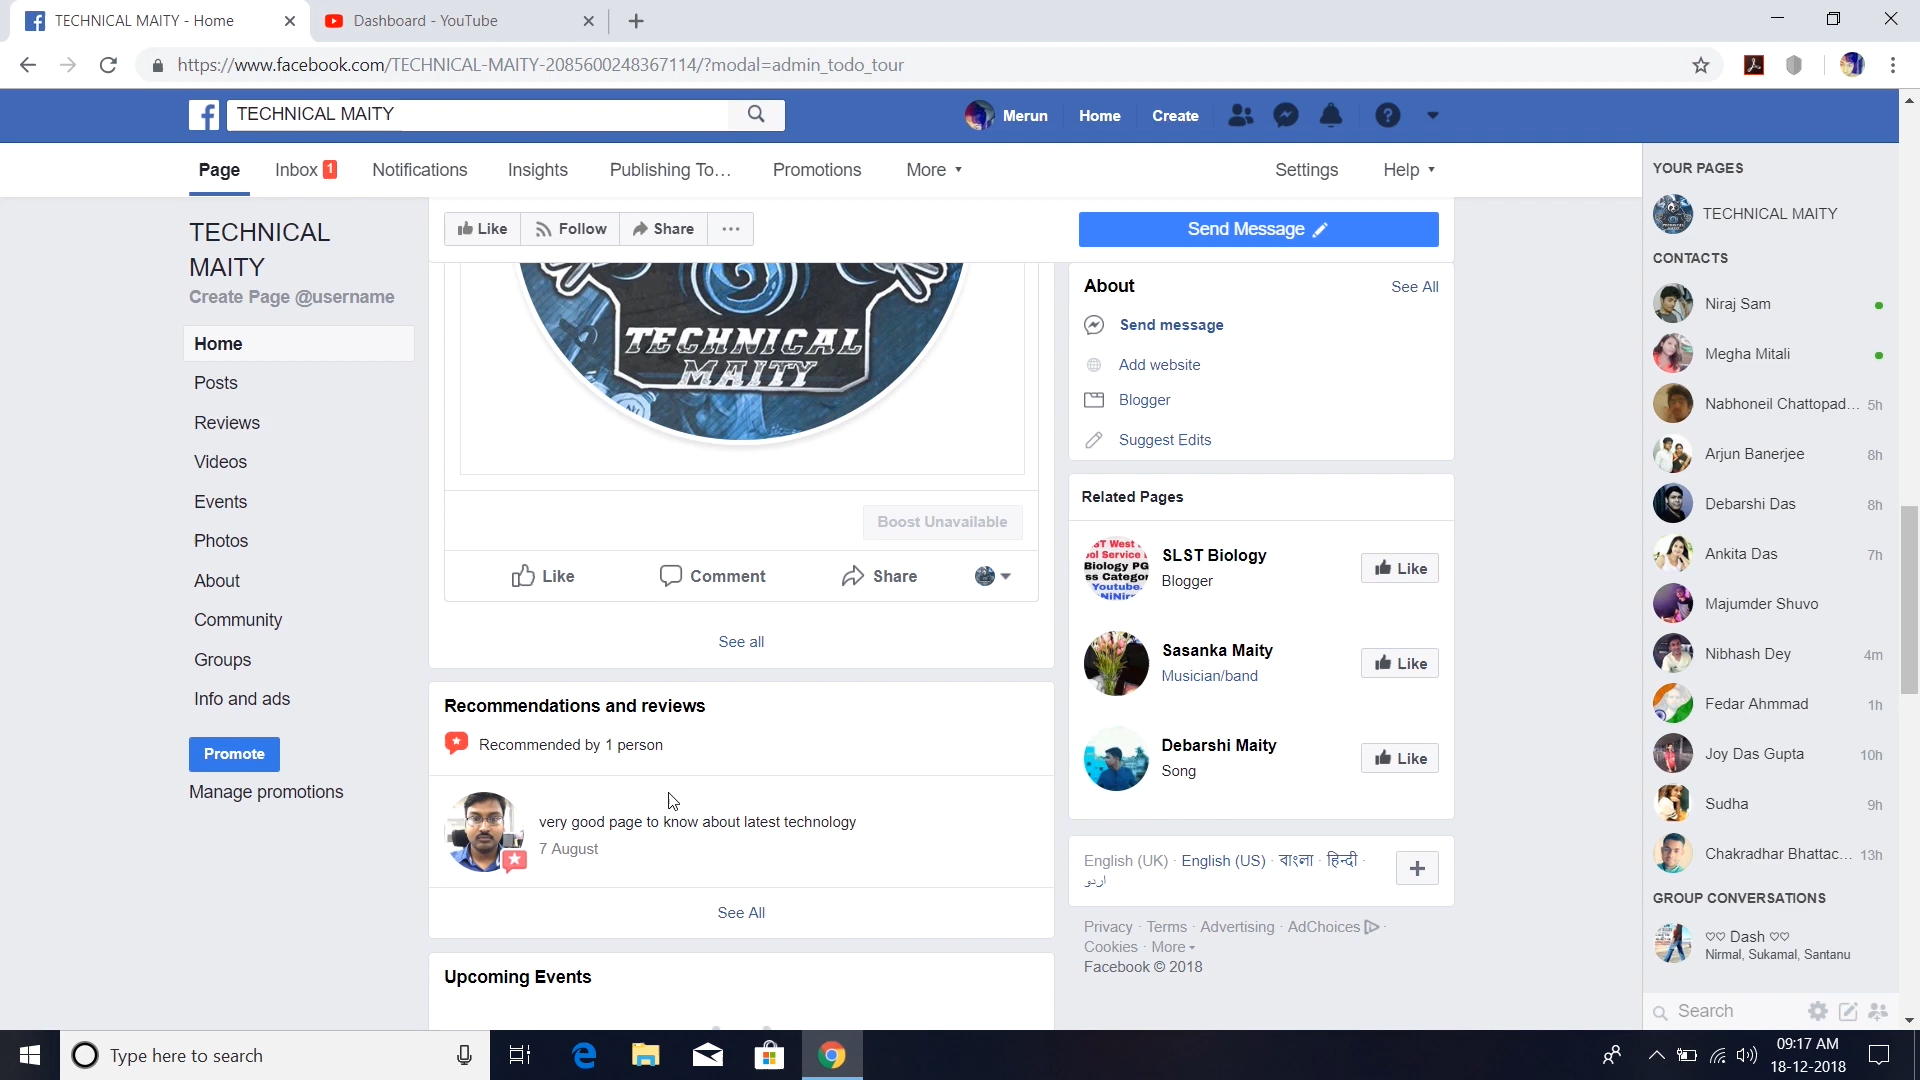 TECHNICAL MAITY - Home
Dashboard - YouTube
https://www.facebook.com/TECHNICAL-MAITY-2085600248367114/?modal=admin_todo_tour
TECHNICAL MAITY
Merun
Home
Create
Page
Inbox 1
Notifications
Insights
Publishing To…
Promotions
More
Settings
Help
TECHNICAL
MAITY
Create Page @username
Home
Posts
Reviews
Videos
Events
Photos
About
Community
Groups
Info and ads
Promote
Manage promotions
Like
Follow
Share
Send Message
TECHNICAL
MAITY
Boost Unavailable
Like
Comment
Share
See all
Recommendations and reviews
Recommended by 1 person
very good page to know about latest technology
7 August
See All
Upcoming Events
About
See All
Send message
Add website
Blogger
Suggest Edits
Related Pages
ST West
ol Service
Biology PG
ss Categor
Youtube.
SLST Biology
Blogger
Like
Sasanka Maity
Musician/band
Like
Debarshi Maity
Song
Like
English (UK) · English (US) · বাংলা · हिन्दी ·
اردو
Privacy · Terms · Advertising · AdChoices ·
Cookies · More
Facebook © 2018
YOUR PAGES
TECHNICAL MAITY
CONTACTS
Niraj Sam
Megha Mitali
Nabhoneil Chattopad... 5h
Arjun Banerjee 8h
Debarshi Das 8h
Ankita Das 7h
Majumder Shuvo
Nibhash Dey 4m
Fedar Ahmmad 1h
Joy Das Gupta 10h
Sudha 9h
Chakradhar Bhattac... 13h
GROUP CONVERSATIONS
♡♡ Dash ♡♡
Nirmal, Sukamal, Santanu
Search
Type here to search
09:17 AM
18-12-2018